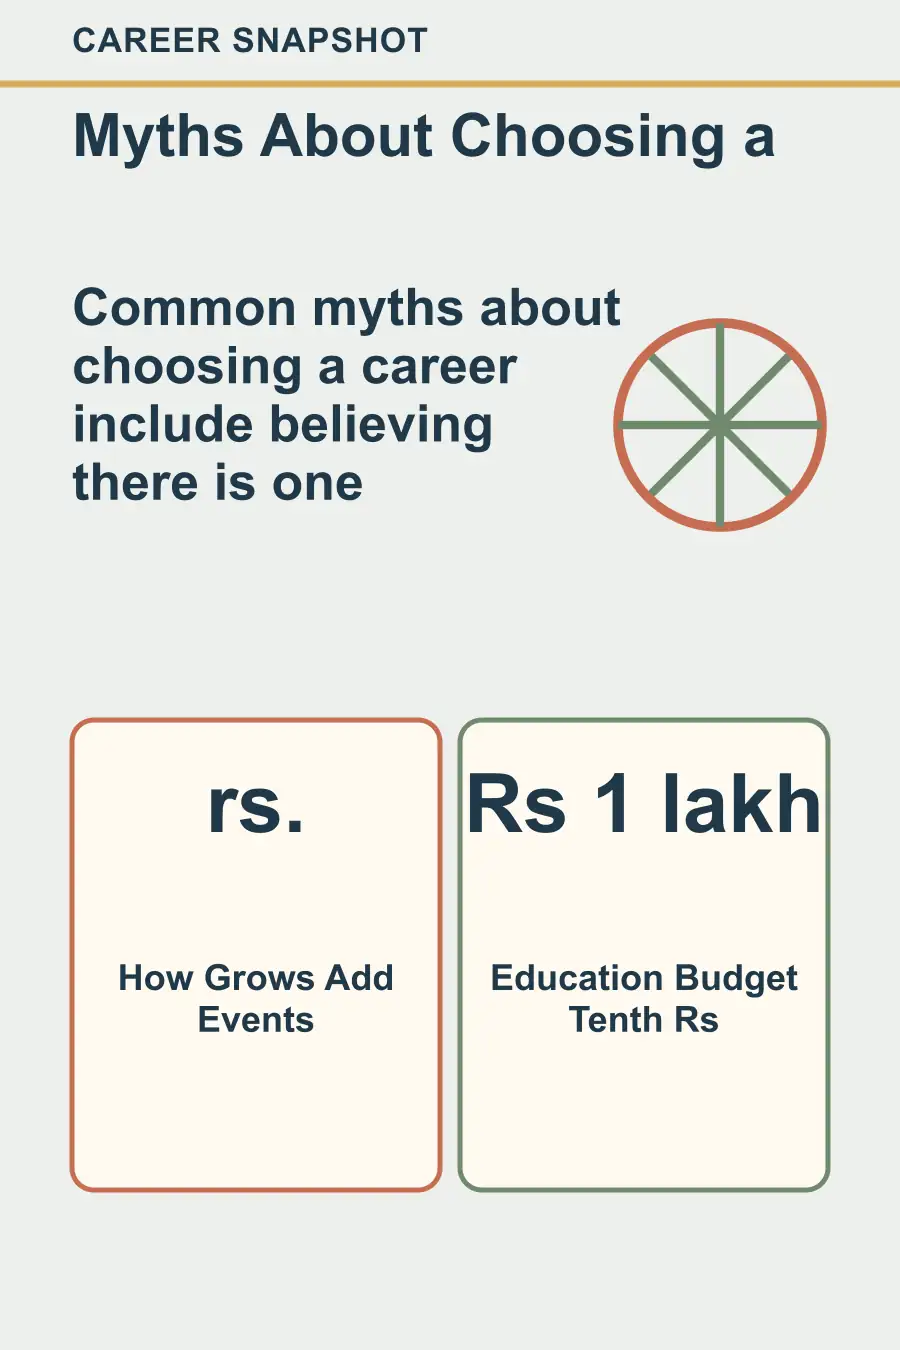 CAREER SNAPSHOT
Myths About Choosing a
Common myths about
choosing a career
include believing
there is one
rs.
How Grows Add
Events
Rs 1 lakh
Education Budget
Tenth Rs